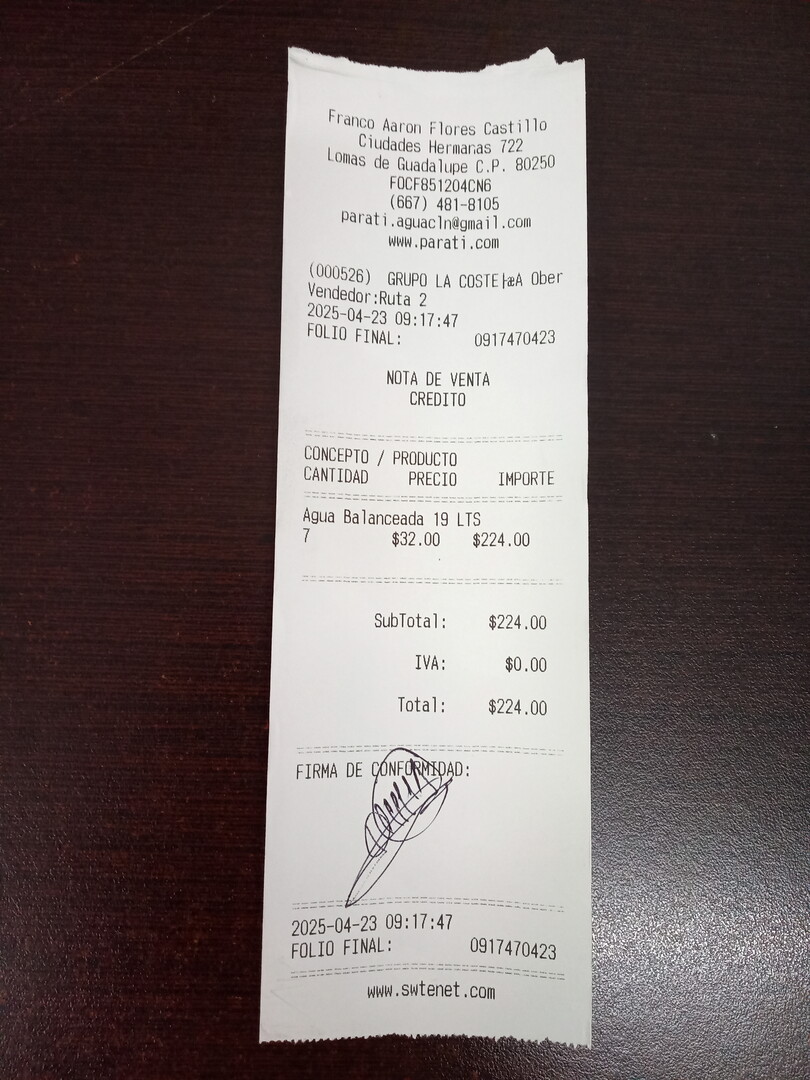 Franco Aaron Flores Castillo
Ciudades Hermanas 722
Lomas de Guadalupe C.P. 80250
FOCF851204CN6
(667) 481-8105
parati.aguacln@gmail.com
www.parati.com
(000526) GRUPO LA COSTE├æA Ober
Vendedor:Ruta 2
2025-04-23 09:17:47
FOLIO FINAL: 0917470423
NOTA DE VENTA
CREDITO
CONCEPTO / PRODUCTO
CANTIDAD PRECIO IMPORTE
Agua Balanceada 19 LTS
7 $32.00 $224.00
SubTotal: $224.00
IVA: $0.00
Total: $224.00
FIRMA DE CONFORMIDAD:
2025-04-23 09:17:47
FOLIO FINAL: 0917470423
www.swtenet.com